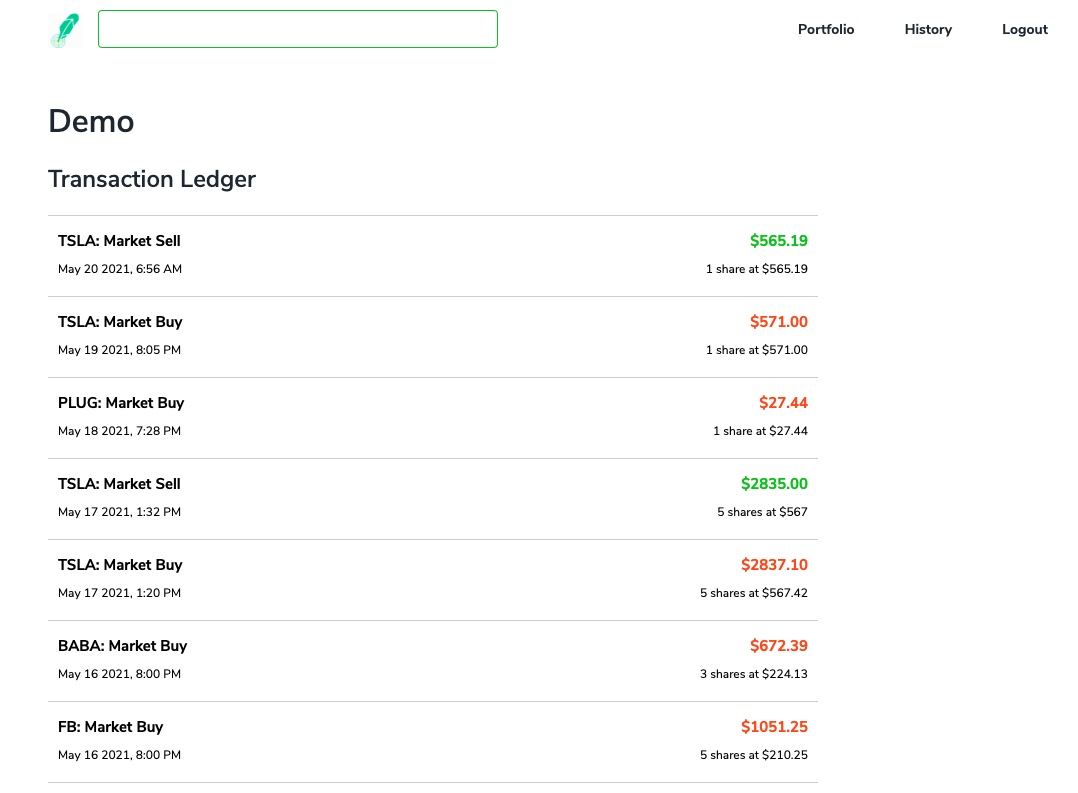 Portfolio History Logout
Demo
Transaction Ledger
TSLA: Market Sell $565.19
May 20 2021, 6:56 AM 1 share at $565.19
TSLA: Market Buy $571.00
May 19 2021, 8:05 PM 1 share at $571.00
PLUG: Market Buy $27.44
May 18 2021, 7:28 PM 1 share at $27.44
TSLA: Market Sell $2835.00
May 17 2021, 1:32 PM 5 shares at $567
TSLA: Market Buy $2837.10
May 17 2021, 1:20 PM 5 shares at $567.42
BABA: Market Buy $672.39
May 16 2021, 8:00 PM 3 shares at $224.13
FB: Market Buy $1051.25
May 16 2021, 8:00 PM 5 shares at $210.25